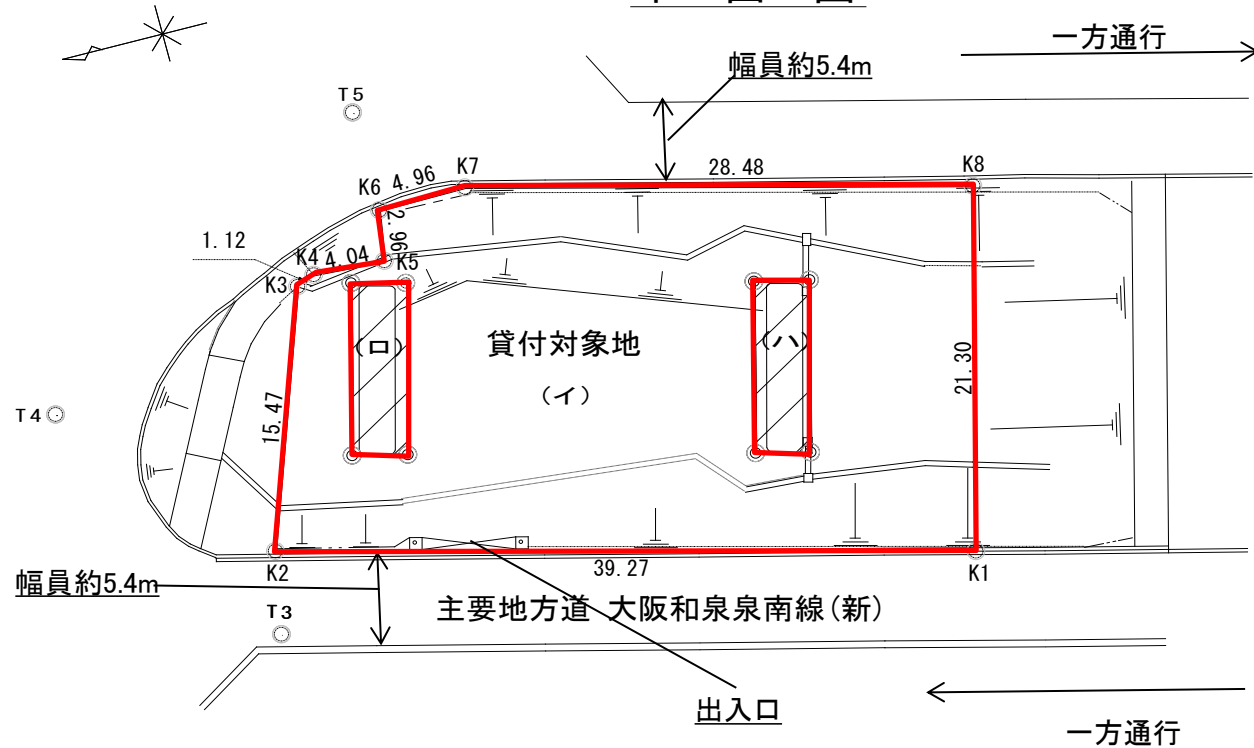 一方通行
幅員約5.4m
T5
K7
28.48
K8
4.96
K6
2.96
1.12
K4
4.04
K5
K3
(ロ)
貸付対象地
(ハ)
(イ)
21.30
T4
15.47
K2
39.27
K1
幅員約5.4m
T3
主要地方道 大阪和泉泉南線(新)
出入口
一方通行